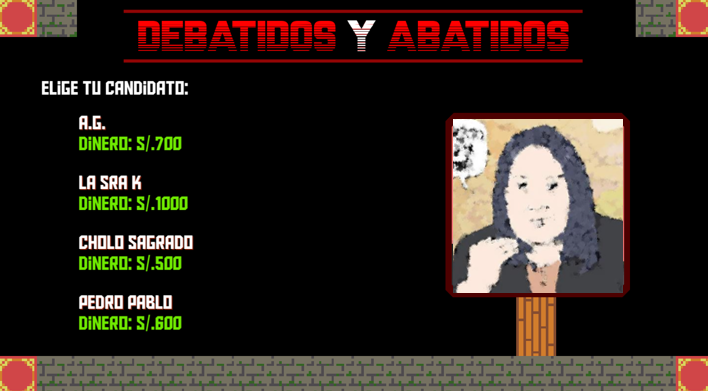 DEBATIDOS Y ABATIDOS
ELiGE TU CANDiDATO:
A.G.
DiNERO: S/.700
LA SRA K
DiNERO: S/.1000
CHOLO SAGRADO
DiNERO: S/.500
PEDRO PABLO
DiNERO: S/.600